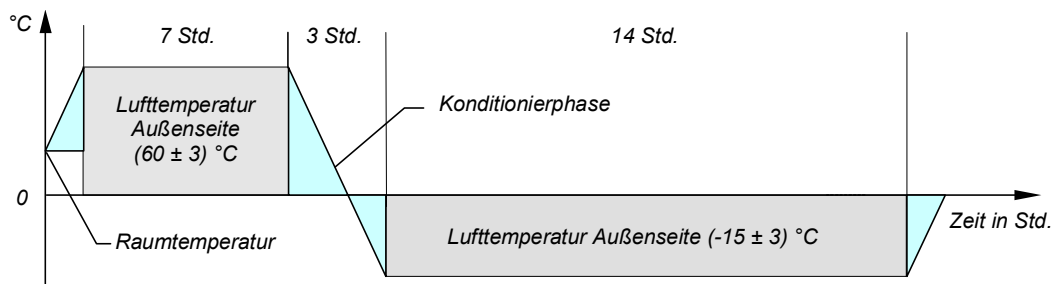 °C
7 Std.
3 Std.
14 Std.
Lufttemperatur
Außenseite
(60 ± 3) °C
Konditionierphase
0
Raumtemperatur
Lufttemperatur Außenseite (-15 ± 3) °C
Zeit in Std.